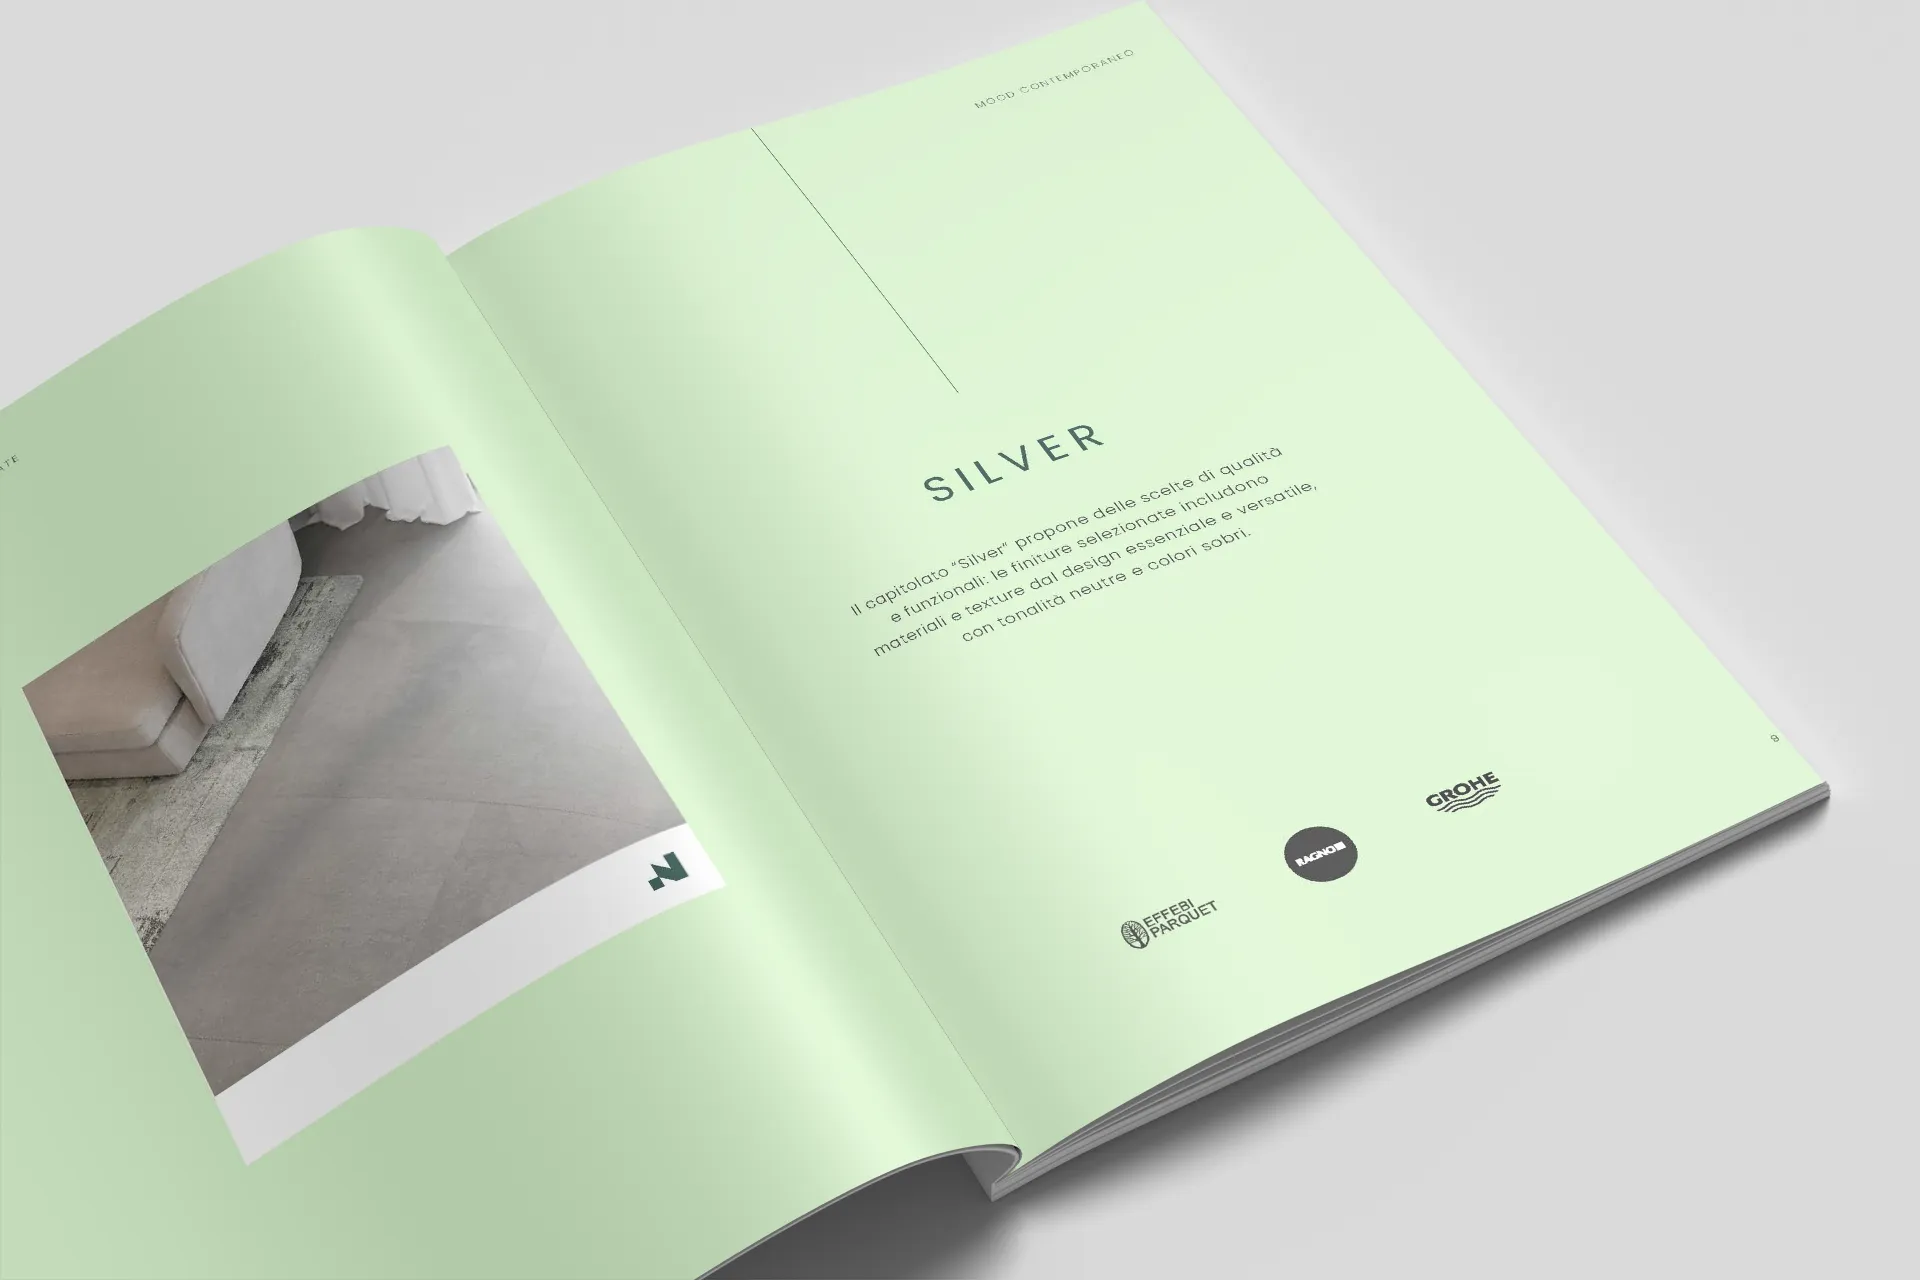 MOOD CONTEMPORANEO
SILVER
Il capitolato “Silver” propone delle scelte di qualità
e funzionali: le finiture selezionate includono
materiali e texture dal design essenziale e versatile,
con tonalità neutre e colori sobri.
EFFEBI
PARQUET
RAGNO
GROHE
9